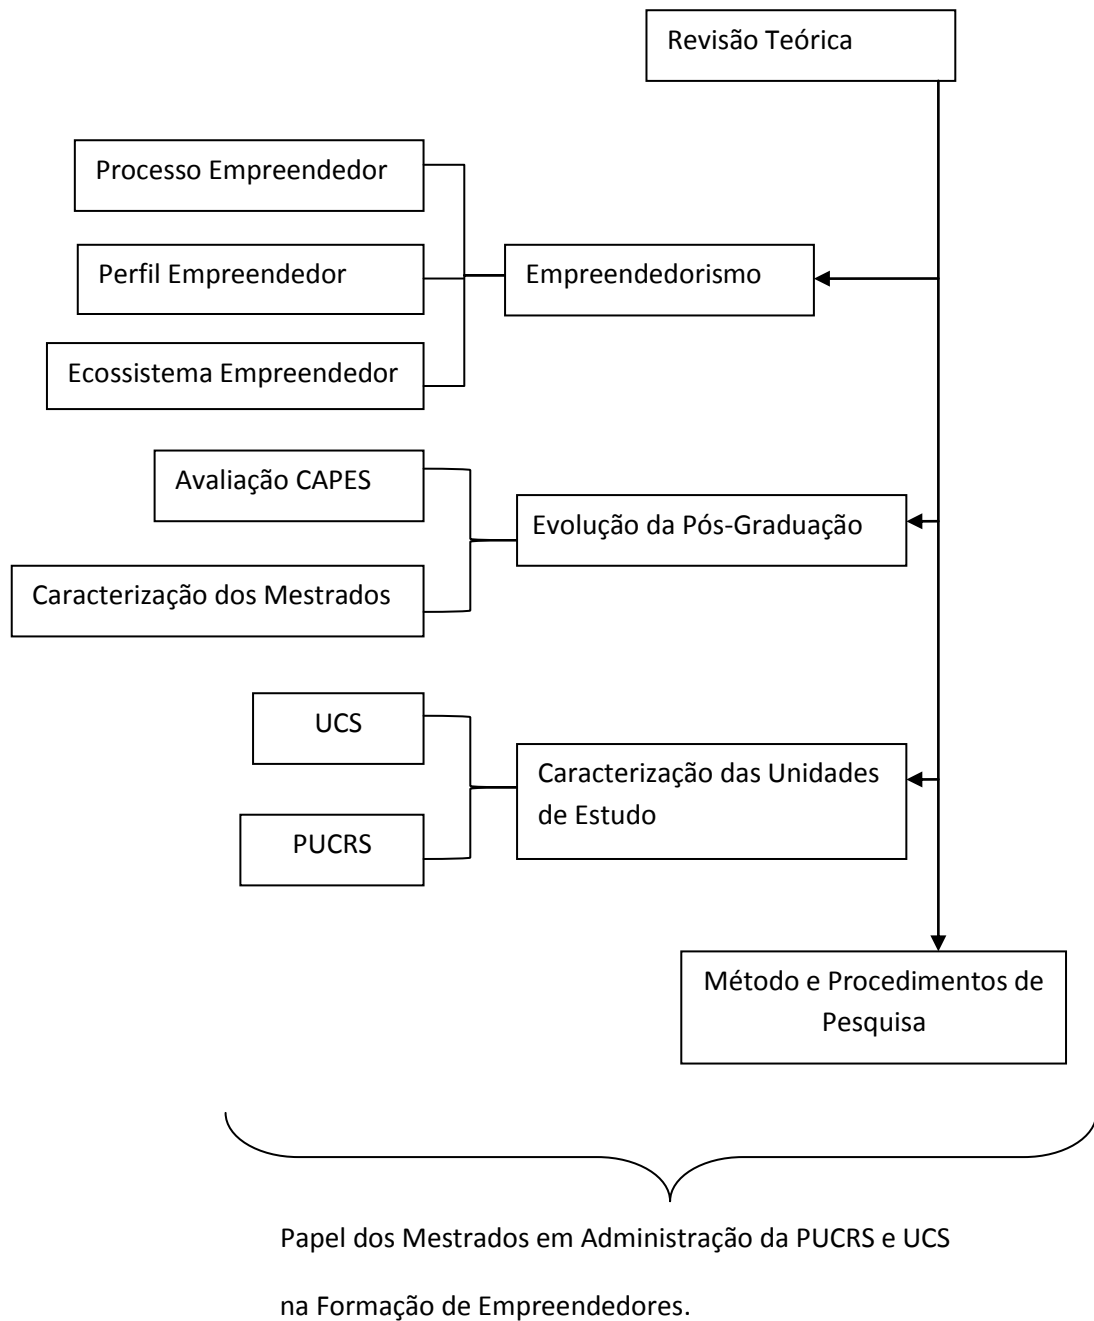 Revisão Teórica
Processo Empreendedor
Perfil Empreendedor
Empreendedorismo
Ecossistema Empreendedor
Avaliação CAPES
Evolução da Pós-Graduação
Caracterização dos Mestrados
UCS
Caracterização das Unidades
de Estudo
PUCRS
Método e Procedimentos de
Pesquisa
Papel dos Mestrados em Administração da PUCRS e UCS
na Formação de Empreendedores.